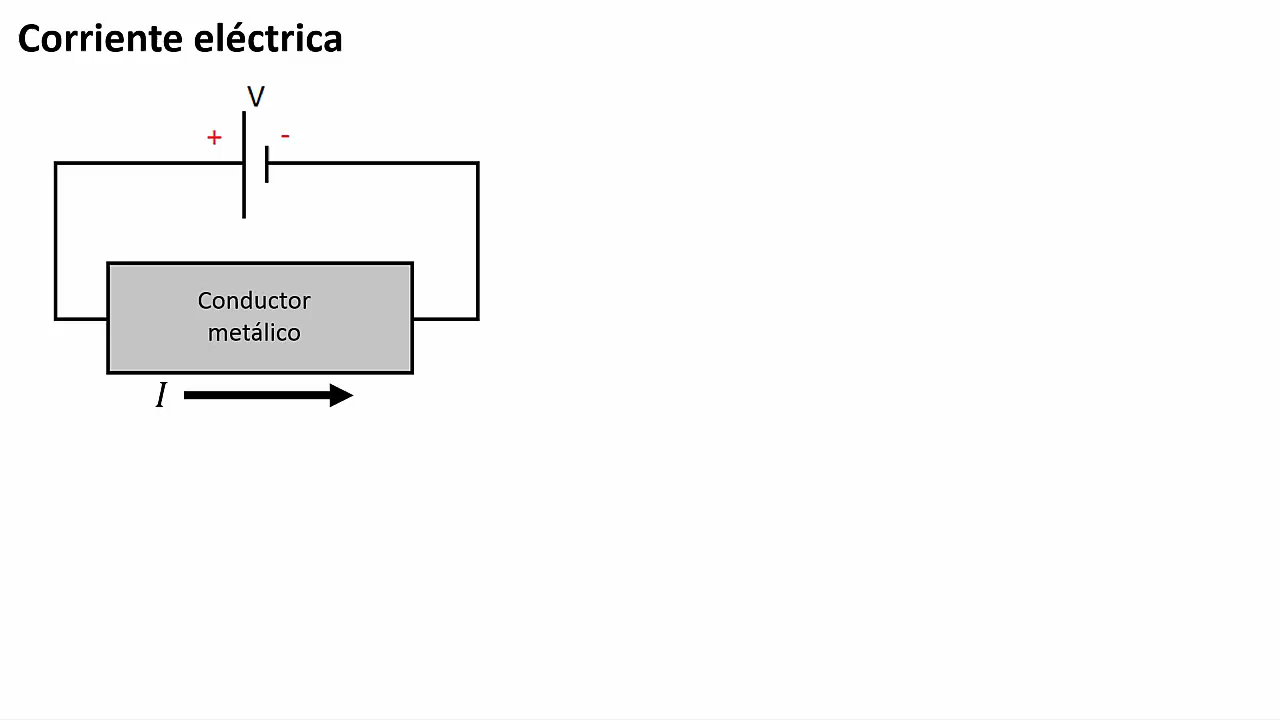 Corriente eléctrica
V
+ -
Conductor
metálico
I